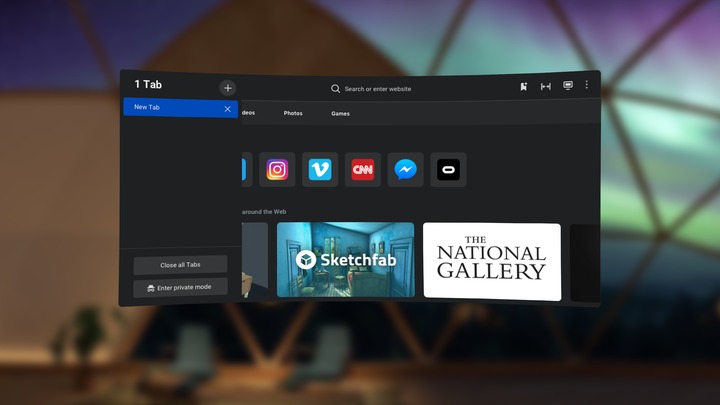 1 Tab
Search or enter website
New Tab
deos
Photos
Games
CNN
around the Web
Sketchfab
THE
NATIONAL
GALLERY
Close all Tabs
Enter private mode